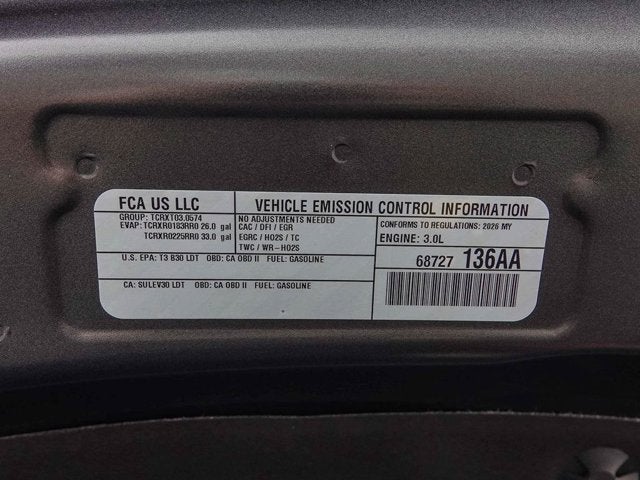 FCA US LLC
VEHICLE EMISSION CONTROL INFORMATION
GROUP: TCRXT03.0574
EVAP: TCRXR0183RR0 26.0 gal
TCRXR0225RR0 33.0 gal
NO ADJUSTMENTS NEEDED
CAC / DFI / EGR
EGRC / HO2S / TC
TWC / WR-HO2S
CONFORMS TO REGULATIONS: 2026 MY
ENGINE: 3.0L
U.S. EPA: T3 B30 LDT OBD: CA OBD II FUEL: GASOLINE
68727 136AA
CA: SULEV30 LDT OBD: CA OBD II FUEL: GASOLINE